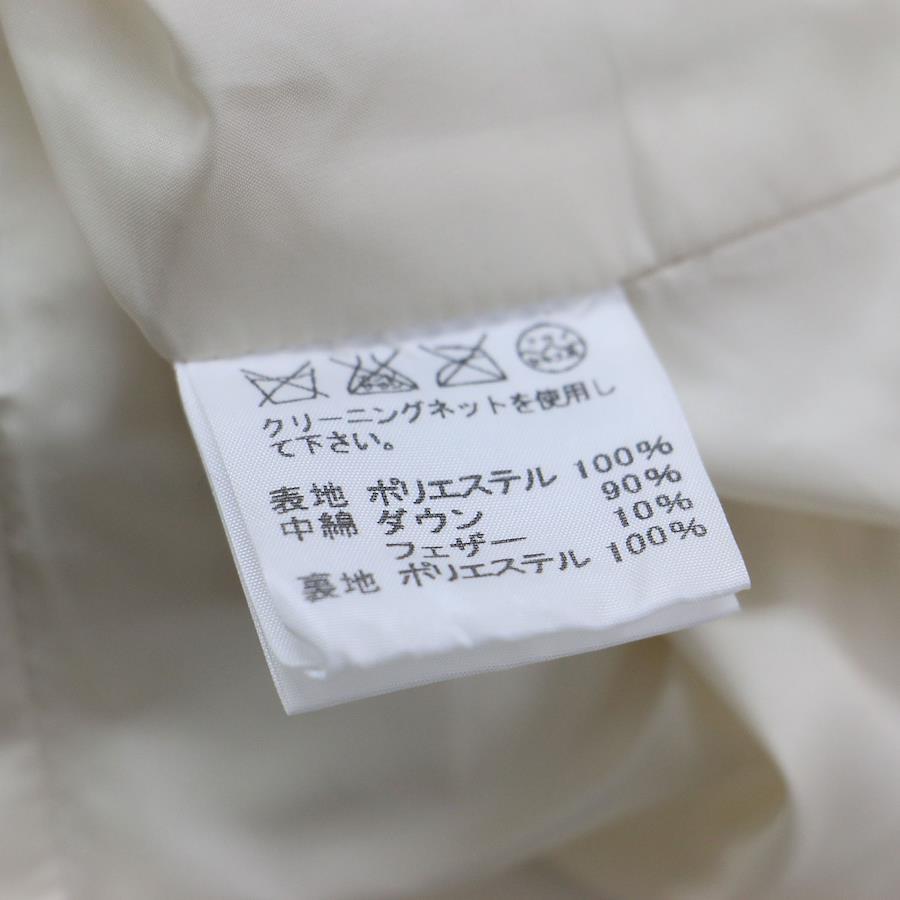 クリーニングネットを使用し
て下さい。
表地 ポリエステル 100%
中綿 ダウン 90%
フェザー 10%
裏地 ポリエステル 100%